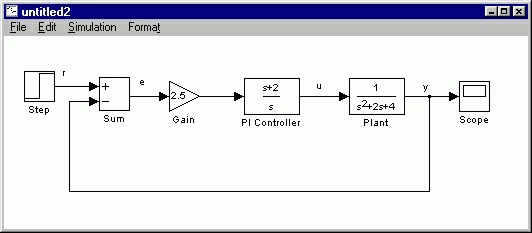 untitled2
File Edit Simulation Format
r
e
u
y
+
−
2.5
s+2
s
1
s²+2s+4
Step
Sum
Gain
PI Controller
Plant
Scope